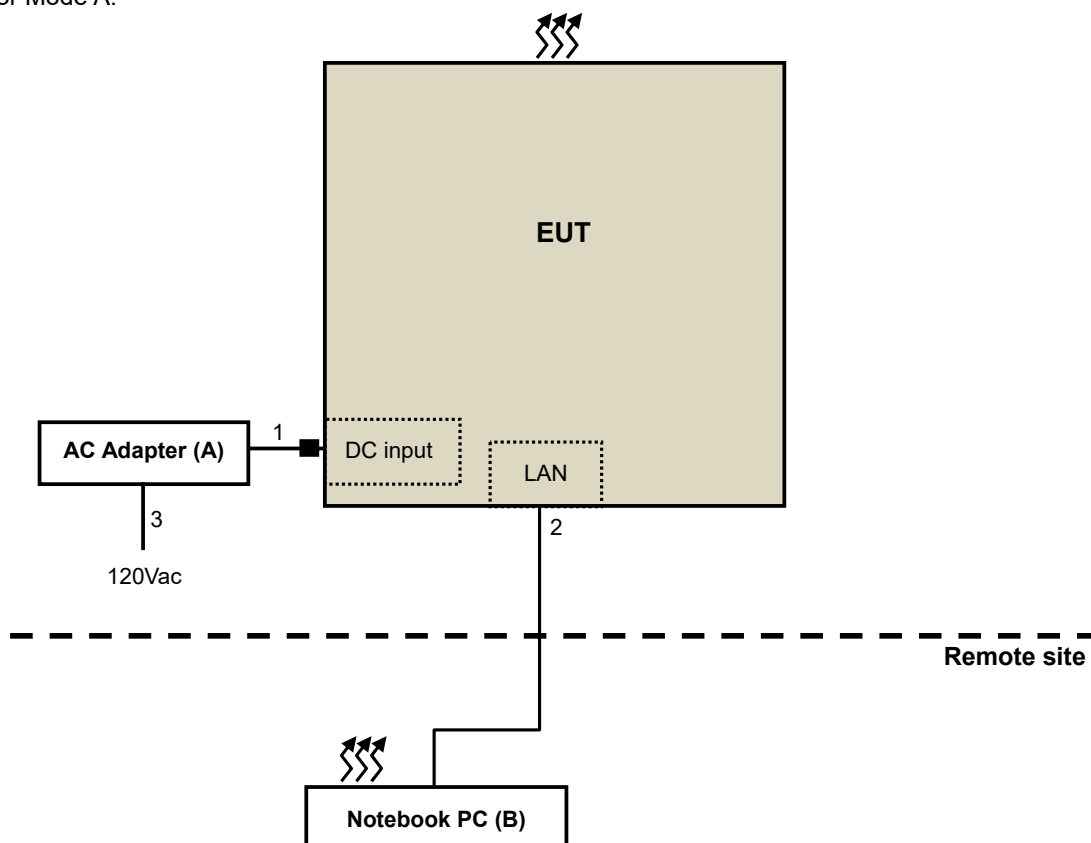 or Mode A:
EUT
1
AC Adapter (A)
DC input
LAN
3
2
120Vac
Remote site
Notebook PC (B)